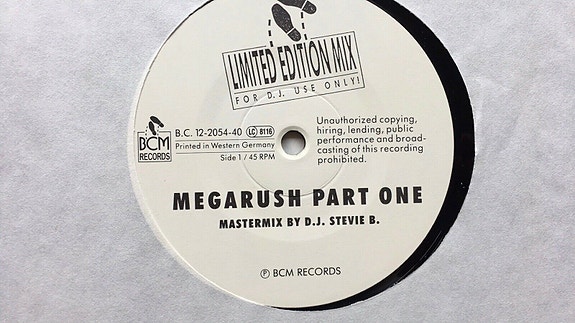 LIMITED EDITION MIX
FOR D.J. USE ONLY!
BCM
RECORDS
B.C. 12-2054-40 LC 8116
Printed in Western Germany
Side 1 / 45 RPM
Unauthorized copying,
hiring, lending, public
performance and broad-
casting of this recording
prohibited.
MEGARUSH PART ONE
MASTERMIX BY D.J. STEVIE B.
Ⓟ BCM RECORDS